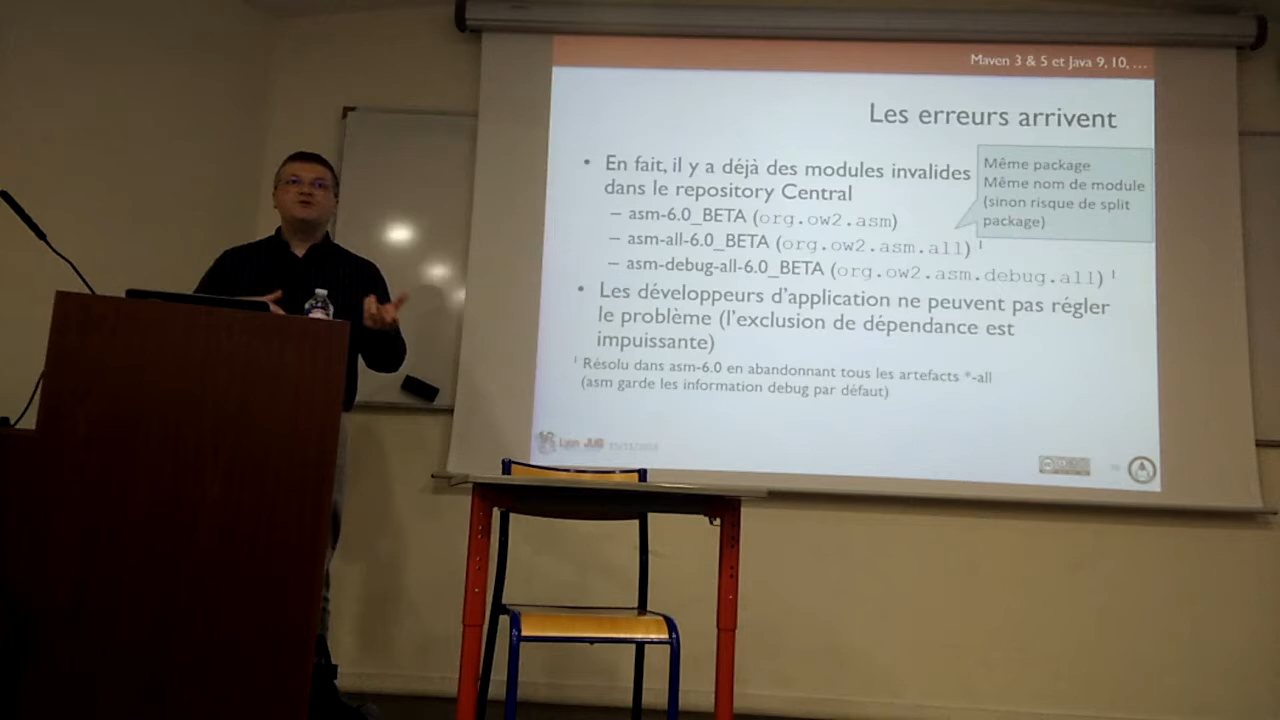 Maven 3 & 5 et Java 9, 10, …
Les erreurs arrivent
• En fait, il y a déjà des modules invalides
dans le repository Central
– asm-6.0_BETA (org.ow2.asm)
– asm-all-6.0_BETA (org.ow2.asm.all) 1
– asm-debug-all-6.0_BETA (org.ow2.asm.debug.all) 1
Même package
Même nom de module
(sinon risque de split
package)
• Les développeurs d'application ne peuvent pas régler
le problème (l'exclusion de dépendance est
impuissante)
1 Résolu dans asm-6.0 en abandonnant tous les artefacts *-all
(asm garde les information debug par défaut)
Lyon JUG